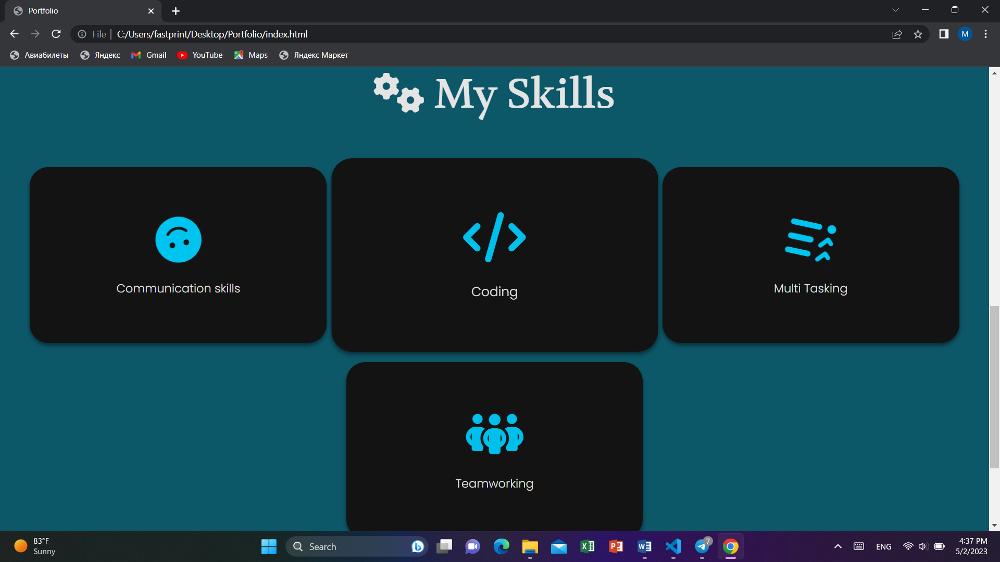 Portfolio
File | C:/Users/fastprint/Desktop/Portfolio/index.html
M
Авиабилеты Яндекс Gmail YouTube Maps Яндекс Маркет
My Skills
Communication skills
Coding
Multi Tasking
Teamworking
83°F
Sunny
Search
7
ENG
4:37 PM
5/2/2023